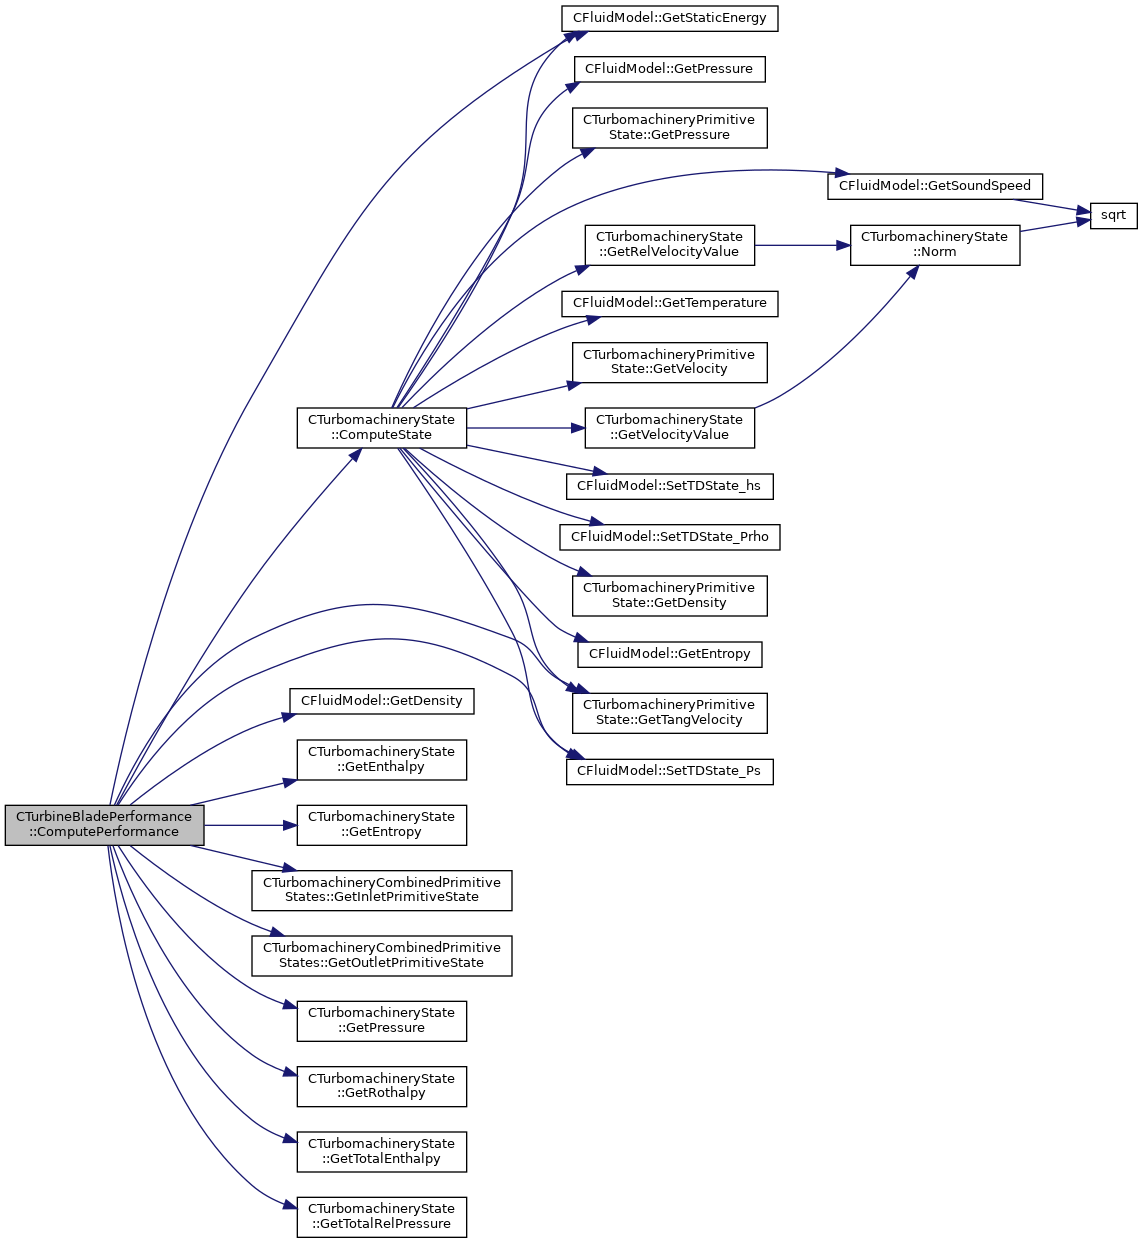 CFluidModel::GetStaticEnergy
CFluidModel::GetPressure
CTurbomachineryPrimitive
State::GetPressure
CFluidModel::GetSoundSpeed
sqrt
CTurbomachineryState
::GetRelVelocityValue
CTurbomachineryState
::Norm
CFluidModel::GetTemperature
CTurbomachineryPrimitive
State::GetVelocity
CTurbomachineryState
::ComputeState
CTurbomachineryState
::GetVelocityValue
CFluidModel::SetTDState_hs
CFluidModel::SetTDState_Prho
CTurbomachineryPrimitive
State::GetDensity
CFluidModel::GetEntropy
CFluidModel::GetDensity
CTurbomachineryPrimitive
State::GetTangVelocity
CTurbomachineryState
::GetEnthalpy
CFluidModel::SetTDState_Ps
CTurbineBladePerformance
::ComputePerformance
CTurbomachineryState
::GetEntropy
CTurbomachineryCombinedPrimitive
States::GetInletPrimitiveState
CTurbomachineryCombinedPrimitive
States::GetOutletPrimitiveState
CTurbomachineryState
::GetPressure
CTurbomachineryState
::GetRothalpy
CTurbomachineryState
::GetTotalEnthalpy
CTurbomachineryState
::GetTotalRelPressure